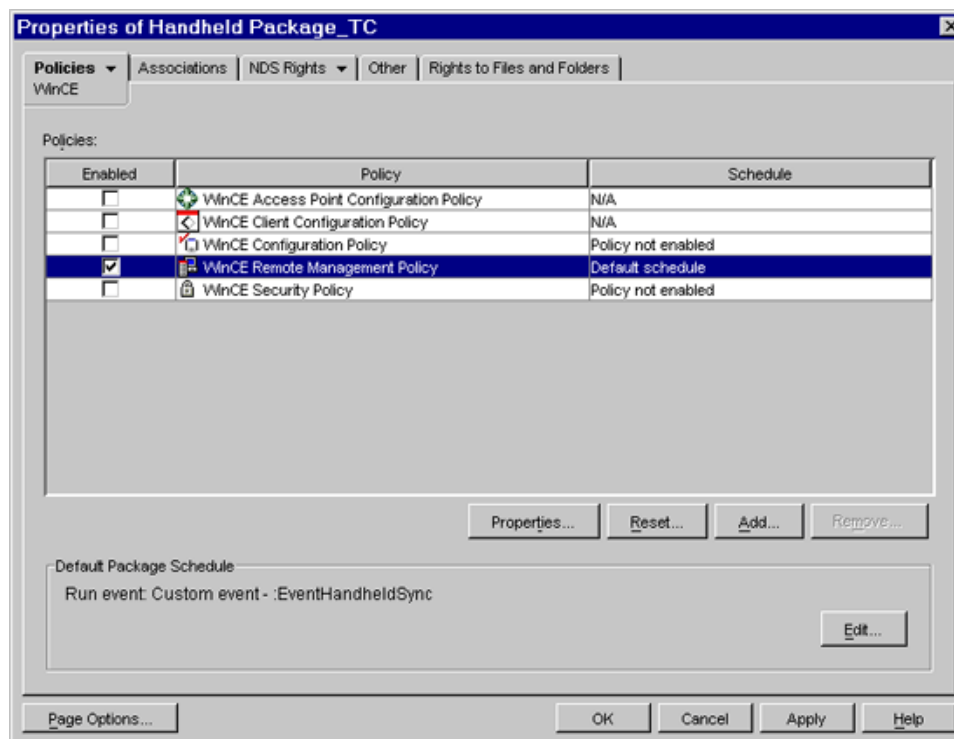 Properties of Handheld Package_TC
Policies Associations NDS Rights Other Rights to Files and Folders
WinCE
Policies:
Enabled Policy Schedule
WinCE Access Point Configuration Policy N/A
WinCE Client Configuration Policy N/A
WinCE Configuration Policy Policy not enabled
WinCE Remote Management Policy Default schedule
WinCE Security Policy Policy not enabled
Properties... Reset... Add... Remove...
Default Package Schedule
Run event: Custom event - :EventHandheldSync
Edit...
Page Options... OK Cancel Apply Help